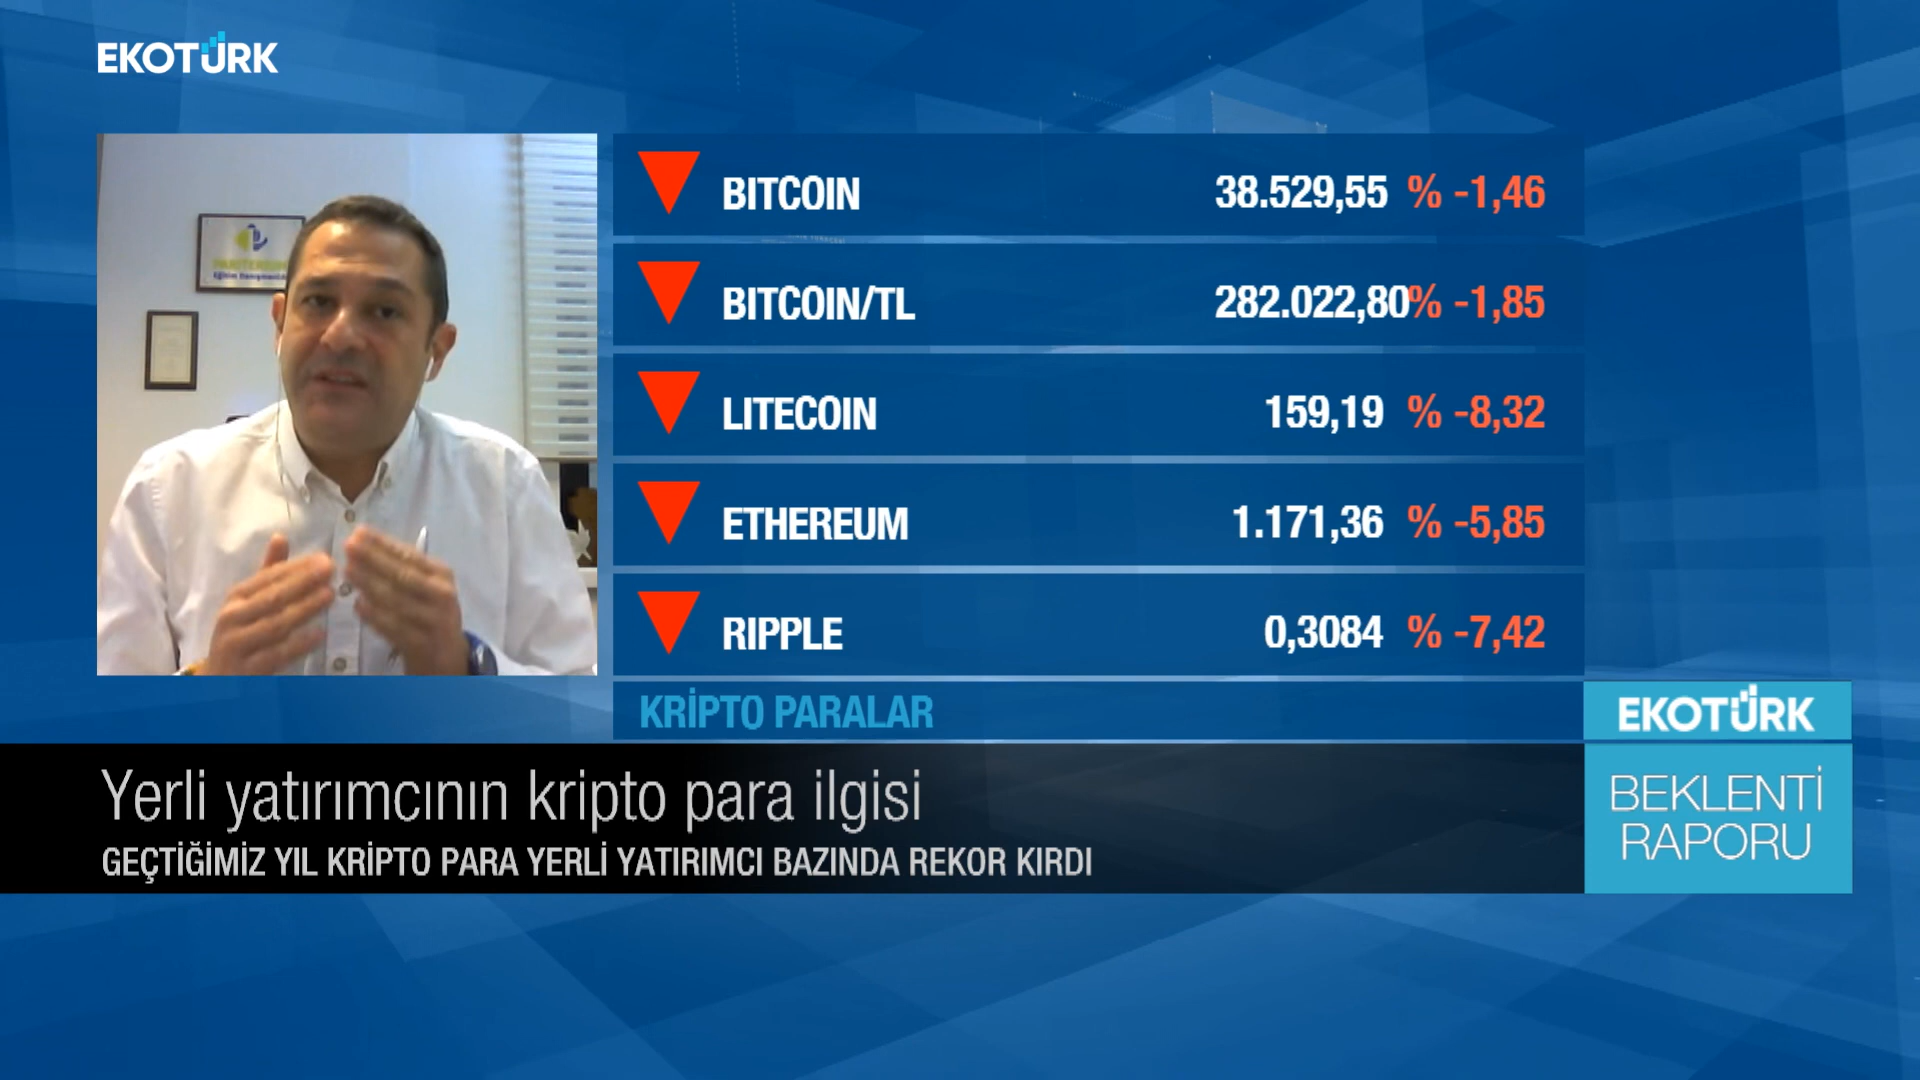 EKOTÜRK
BITCOIN 38.529,55 % -1,46
BITCOIN/TL 282.022,80% -1,85
LITECOIN 159,19 % -8,32
ETHEREUM 1.171,36 % -5,85
RIPPLE 0,3084 % -7,42
KRİPTO PARALAR
EKOTÜRK
BEKLENTİ
RAPORU
Yerli yatırımcının kripto para ilgisi
GEÇTİĞİMİZ YIL KRİPTO PARA YERLİ YATIRIMCI BAZINDA REKOR KIRDI